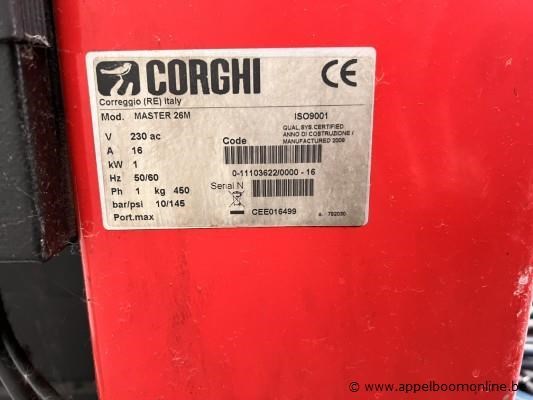 CORGHI CE
Correggio (RE) Italy
Mod. MASTER 26M ISO9001
QUAL.SYS.CERTIFIED
V 230 ac ANNO DI COSTRUZIONE /
A 16 Code MANUFACTURED 2009
kW 1
Hz 50/60 0-11103622/0000 - 16
Ph 1 kg 450 Serial N
bar/psi 10/145
Port.max CEE016499
© www.appelboomonline.be